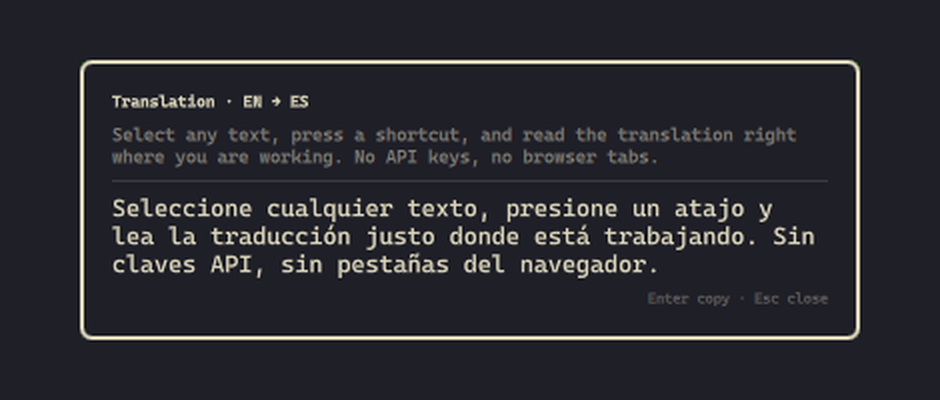 Translation · EN → ES
Select any text, press a shortcut, and read the translation right
where you are working. No API keys, no browser tabs.
Seleccione cualquier texto, presione un atajo y
lea la traducción justo donde está trabajando. Sin
claves API, sin pestañas del navegador.
Enter copy · Esc close